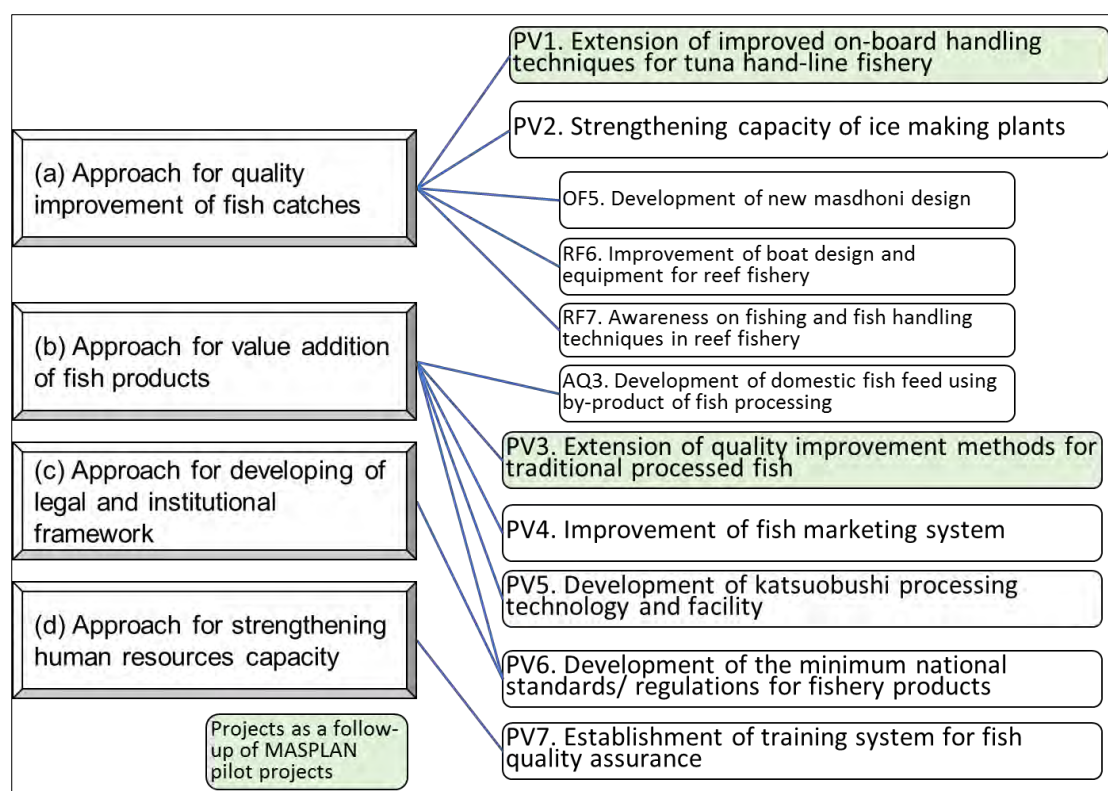 (a) Approach for quality
improvement of fish catches
(b) Approach for value addition
of fish products
(c) Approach for developing of
legal and institutional
framework
(d) Approach for strengthening
human resources capacity
Projects as a follow-
up of MASPLAN
pilot projects
PV1. Extension of improved on-board handling
techniques for tuna hand-line fishery
PV2. Strengthening capacity of ice making plants
OF5. Development of new masdhoni design
RF6. Improvement of boat design and
equipment for reef fishery
RF7. Awareness on fishing and fish handling
techniques in reef fishery
AQ3. Development of domestic fish feed using
by-product of fish processing
PV3. Extension of quality improvement methods for
traditional processed fish
PV4. Improvement of fish marketing system
PV5. Development of katsuobushi processing
technology and facility
PV6. Development of the minimum national
standards/ regulations for fishery products
PV7. Establishment of training system for fish
quality assurance